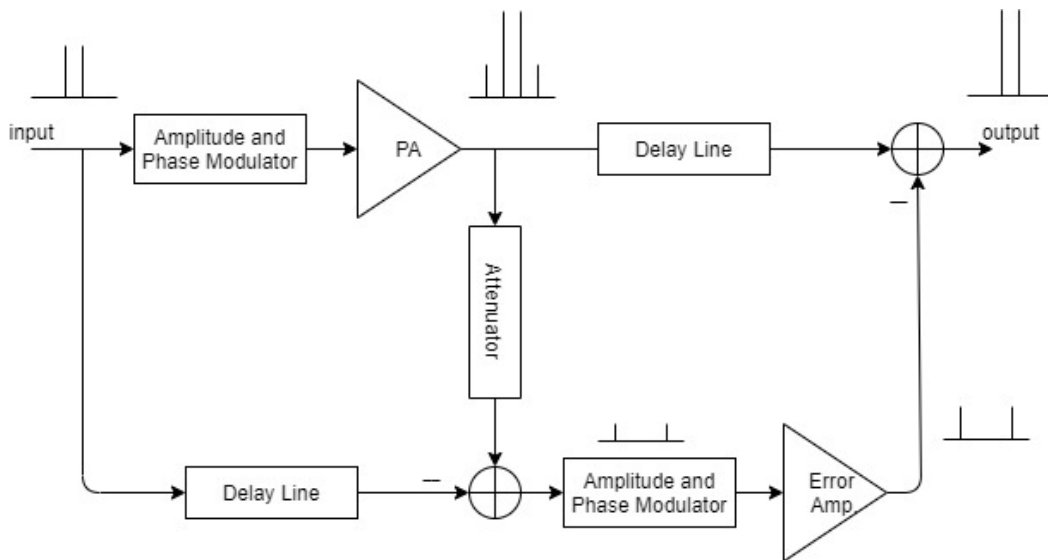 input
Amplitude and
Phase Modulator
PA
Delay Line
output
Attenuator
Delay Line
Amplitude and
Phase Modulator
Error
Amp.